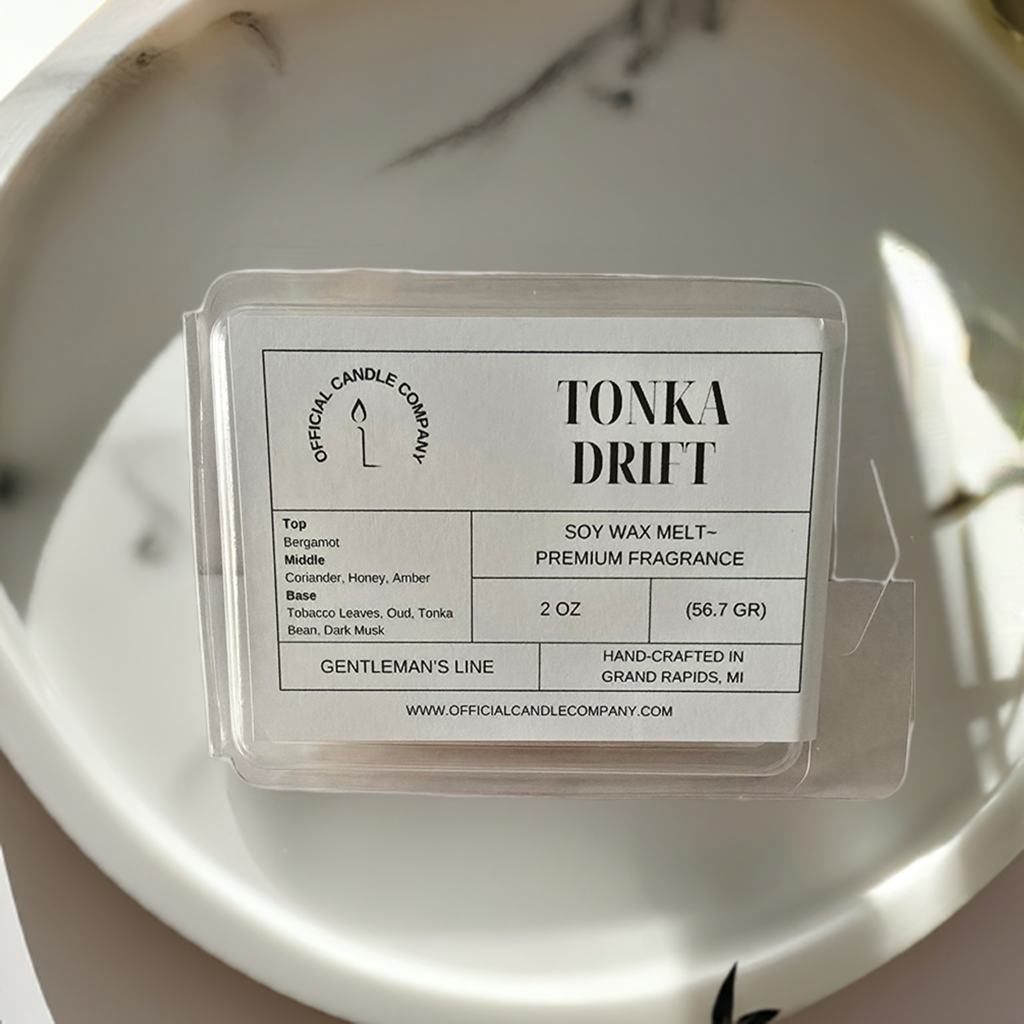 OFFICIAL CANDLE COMPANY
TONKA
DRIFT
Top
Bergamot
Middle
Coriander, Honey, Amber
Base
Tobacco Leaves, Oud, Tonka
Bean, Dark Musk
SOY WAX MELT~
PREMIUM FRAGRANCE
2 OZ
(56.7 GR)
GENTLEMAN'S LINE
HAND-CRAFTED IN
GRAND RAPIDS, MI
WWW.OFFICIALCANDLECOMPANY.COM